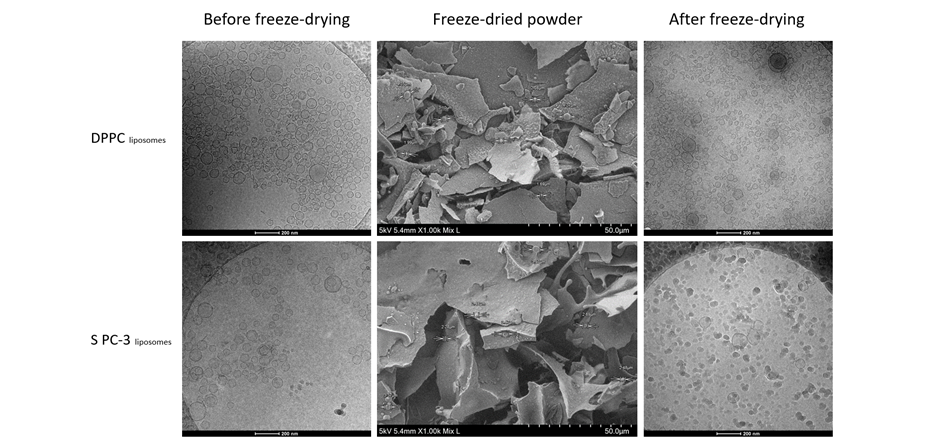 Before freeze-drying
Freeze-dried powder
After freeze-drying
DPPC liposomes
200 nm
5kV 5.4mm X1.00k Mix L
50.0µm
200 nm
S PC-3 liposomes
200 nm
5kV 5.4mm X1.00k Mix L
50.0µm
200 nm